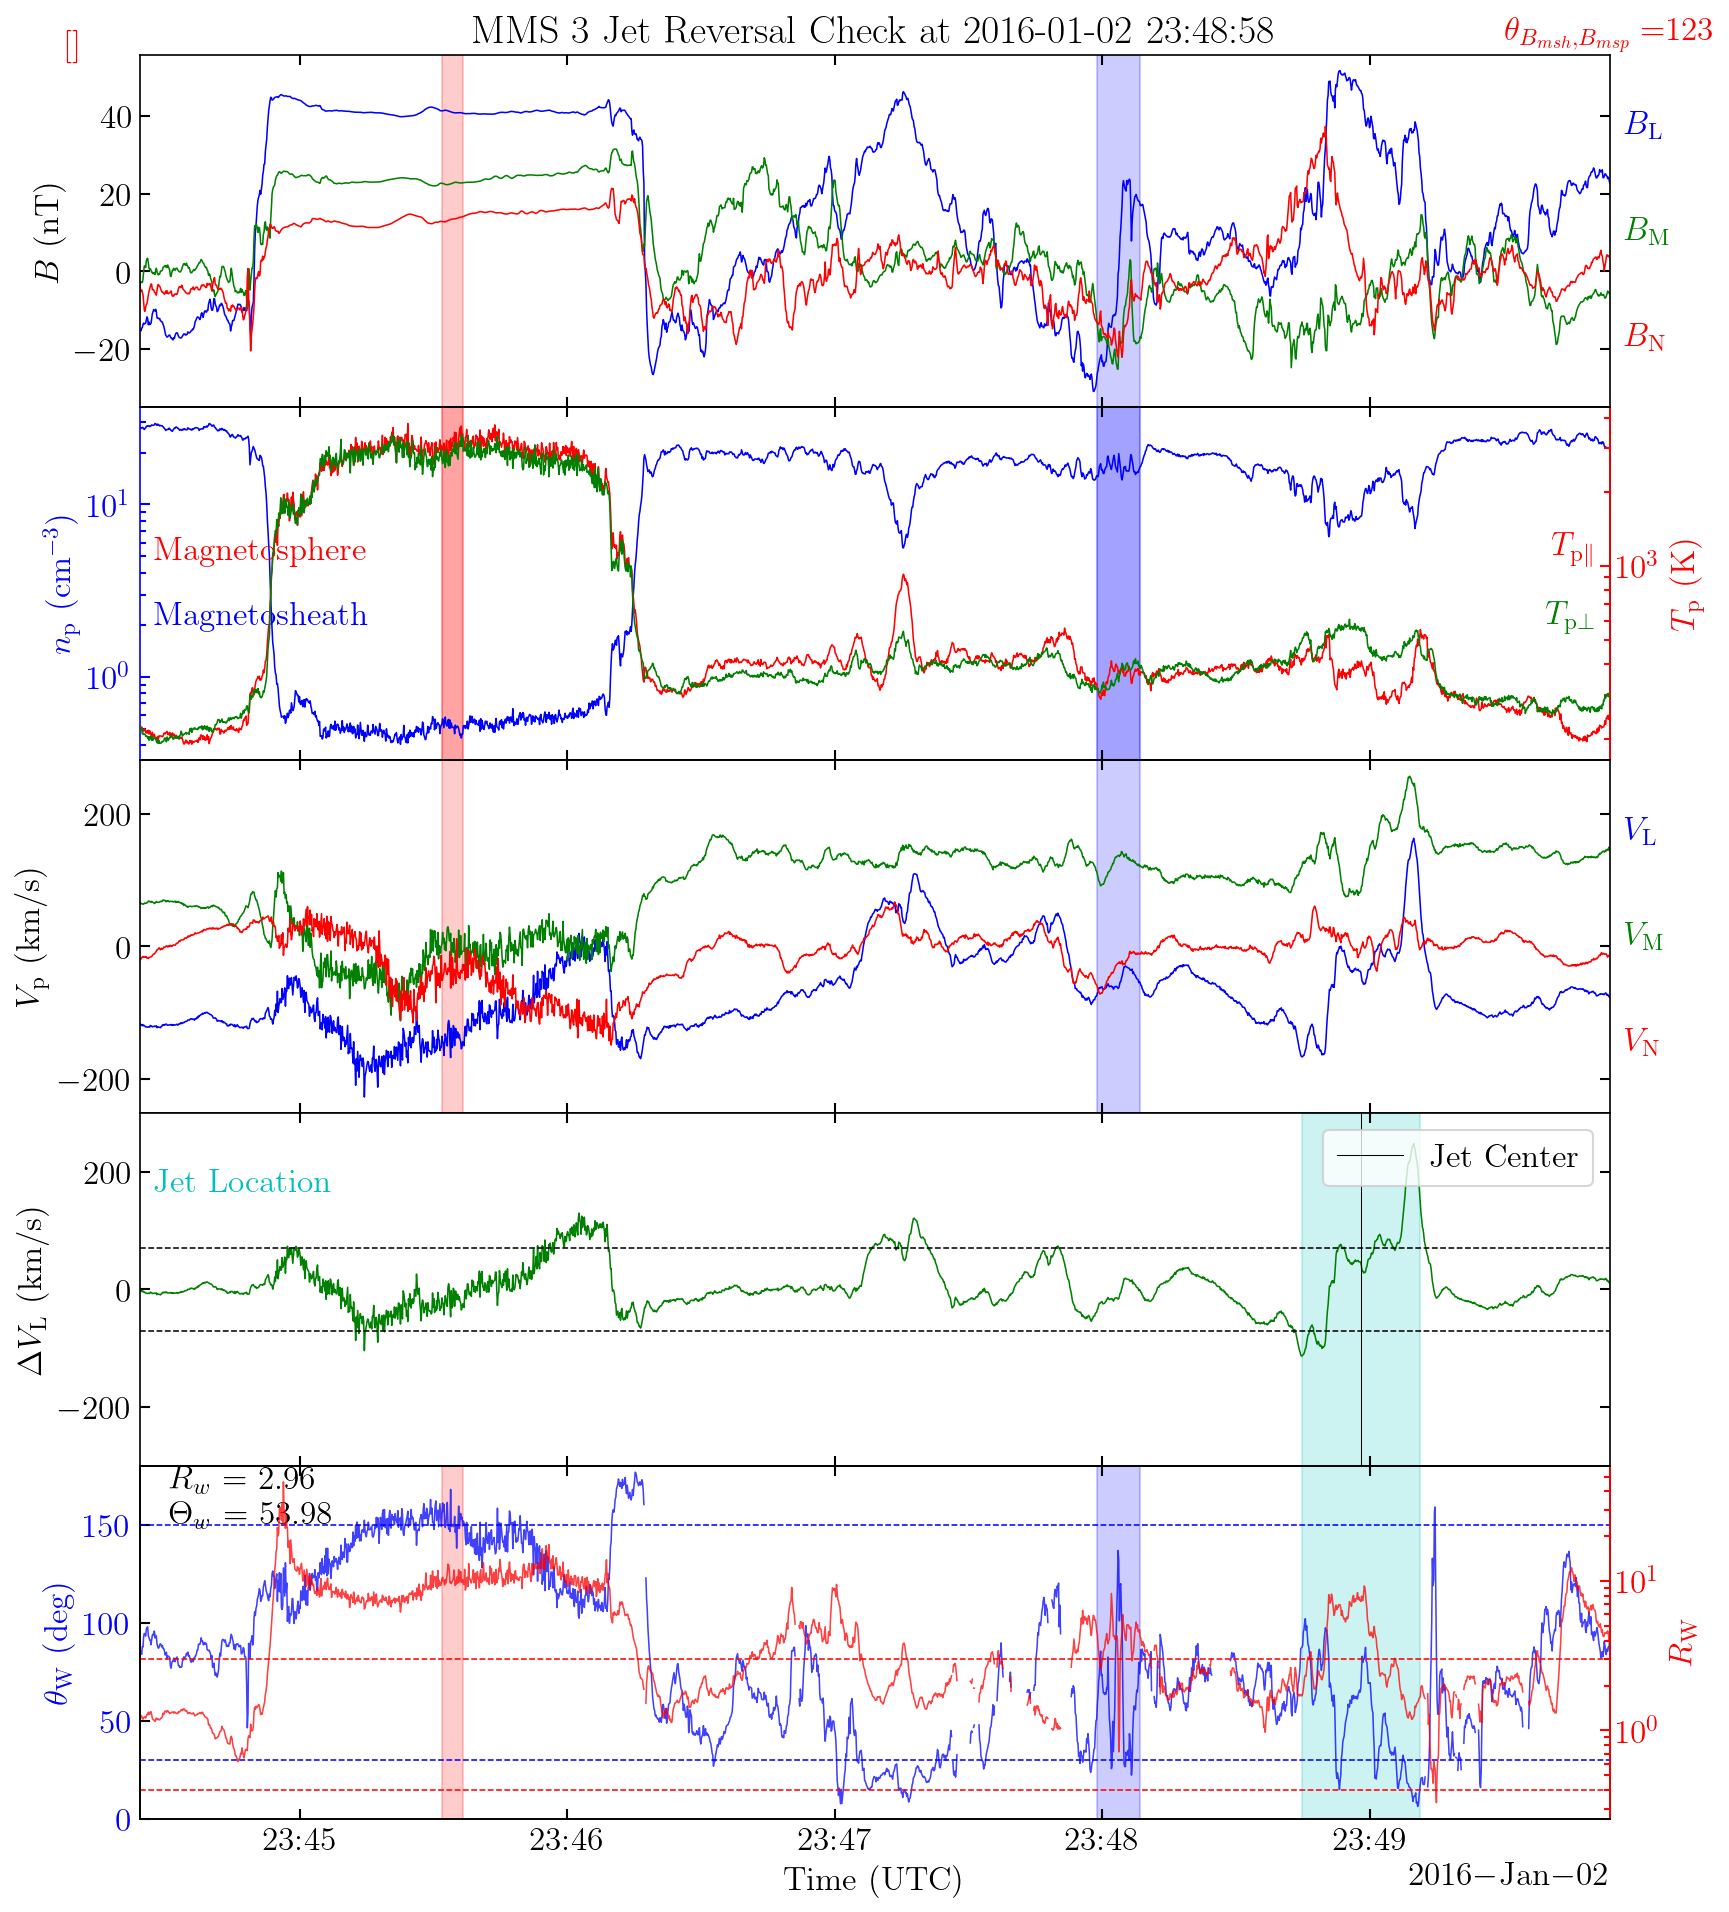 MMS 3 Jet Reversal Check at 2016-01-02 23:48:58
θ_{B_{msh},B_{msp}} =123
[]
40
20
0
−20
B (nT)
B_L
B_M
B_N
10^1
10^0
n_p (cm^{−3})
Magnetosphere
Magnetosheath
T_{p∥}
T_{p⊥}
10^3
T_p (K)
200
0
−200
V_p (km/s)
V_L
V_M
V_N
200
0
−200
ΔV_L (km/s)
Jet Location
Jet Center
R_w = 2.96
Θ_w = 53.98
150
100
50
0
θ_W (deg)
10^1
10^0
R_W
23:45 23:46 23:47 23:48 23:49
Time (UTC)
2016−Jan−02